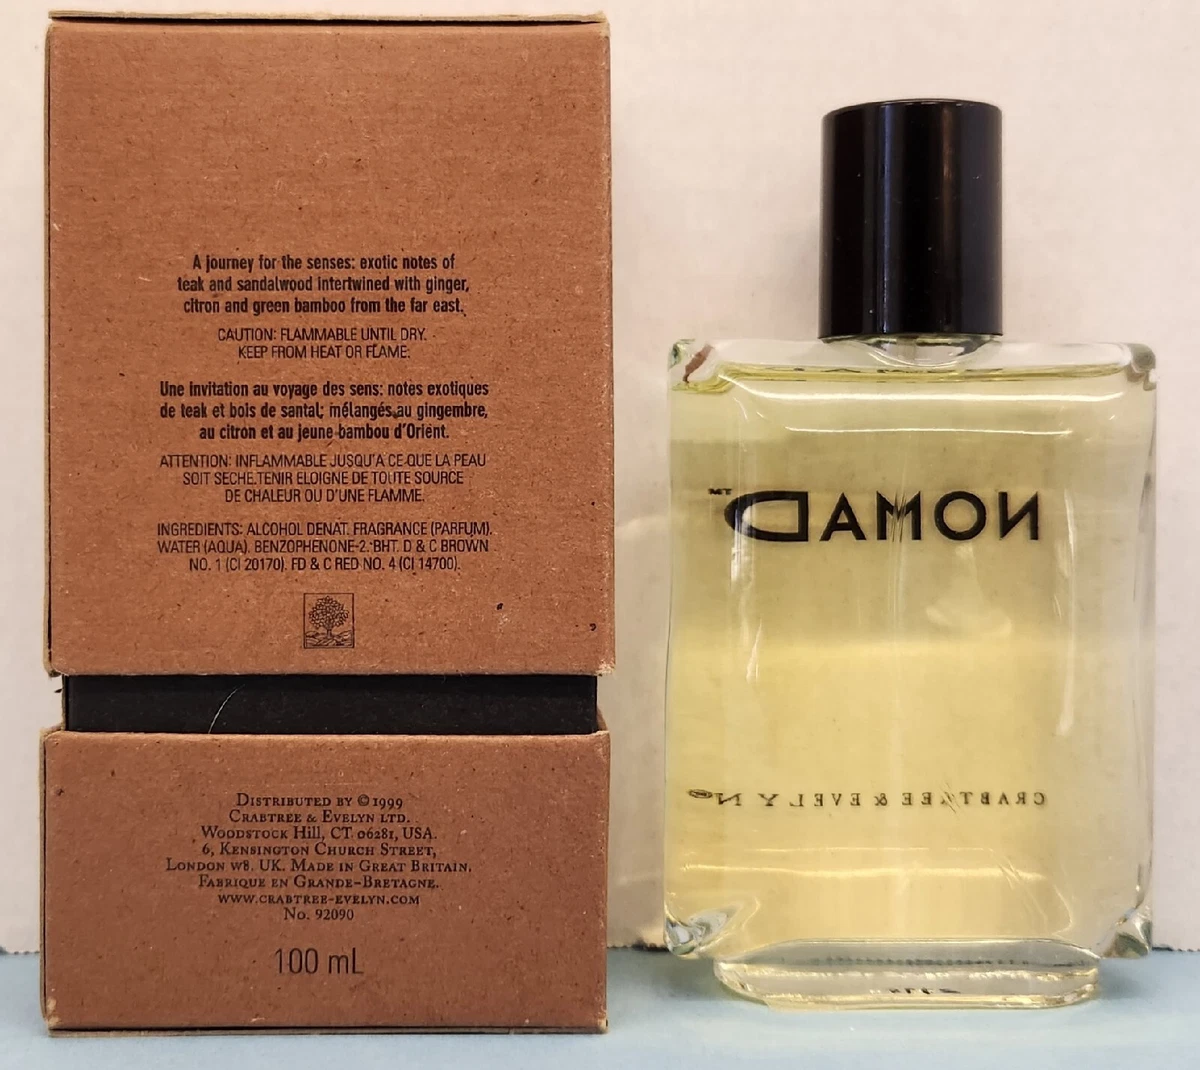 A journey for the senses: exotic notes of
teak and sandalwood intertwined with ginger,
citron and green bamboo from the far east.
CAUTION: FLAMMABLE UNTIL DRY.
KEEP FROM HEAT OR FLAME.
Une invitation au voyage des sens: notes exotiques
de teak et bois de santal; mélangés au gingembre,
au citron et au jeune bambou d'Orient.
ATTENTION: INFLAMMABLE JUSQU'A CE QUE LA PEAU
SOIT SECHE. TENIR ELOIGNE DE TOUTE SOURCE
DE CHALEUR OU D'UNE FLAMME.
INGREDIENTS: ALCOHOL DENAT. FRAGRANCE (PARFUM).
WATER (AQUA). BENZOPHENONE-2. BHT. D & C BROWN
NO. 1 (CI 20170). FD & C RED NO. 4 (CI 14700).
DISTRIBUTED BY © 1999
CRABTREE & EVELYN LTD.
WOODSTOCK HILL, CT 06281, USA.
6, KENSINGTON CHURCH STREET,
LONDON W8. UK. MADE IN GREAT BRITAIN.
FABRIQUE EN GRANDE-BRETAGNE.
WWW.CRABTREE-EVELYN.COM
No. 92090
100 mL
NOMAD™
CRABTREE & EVELYN